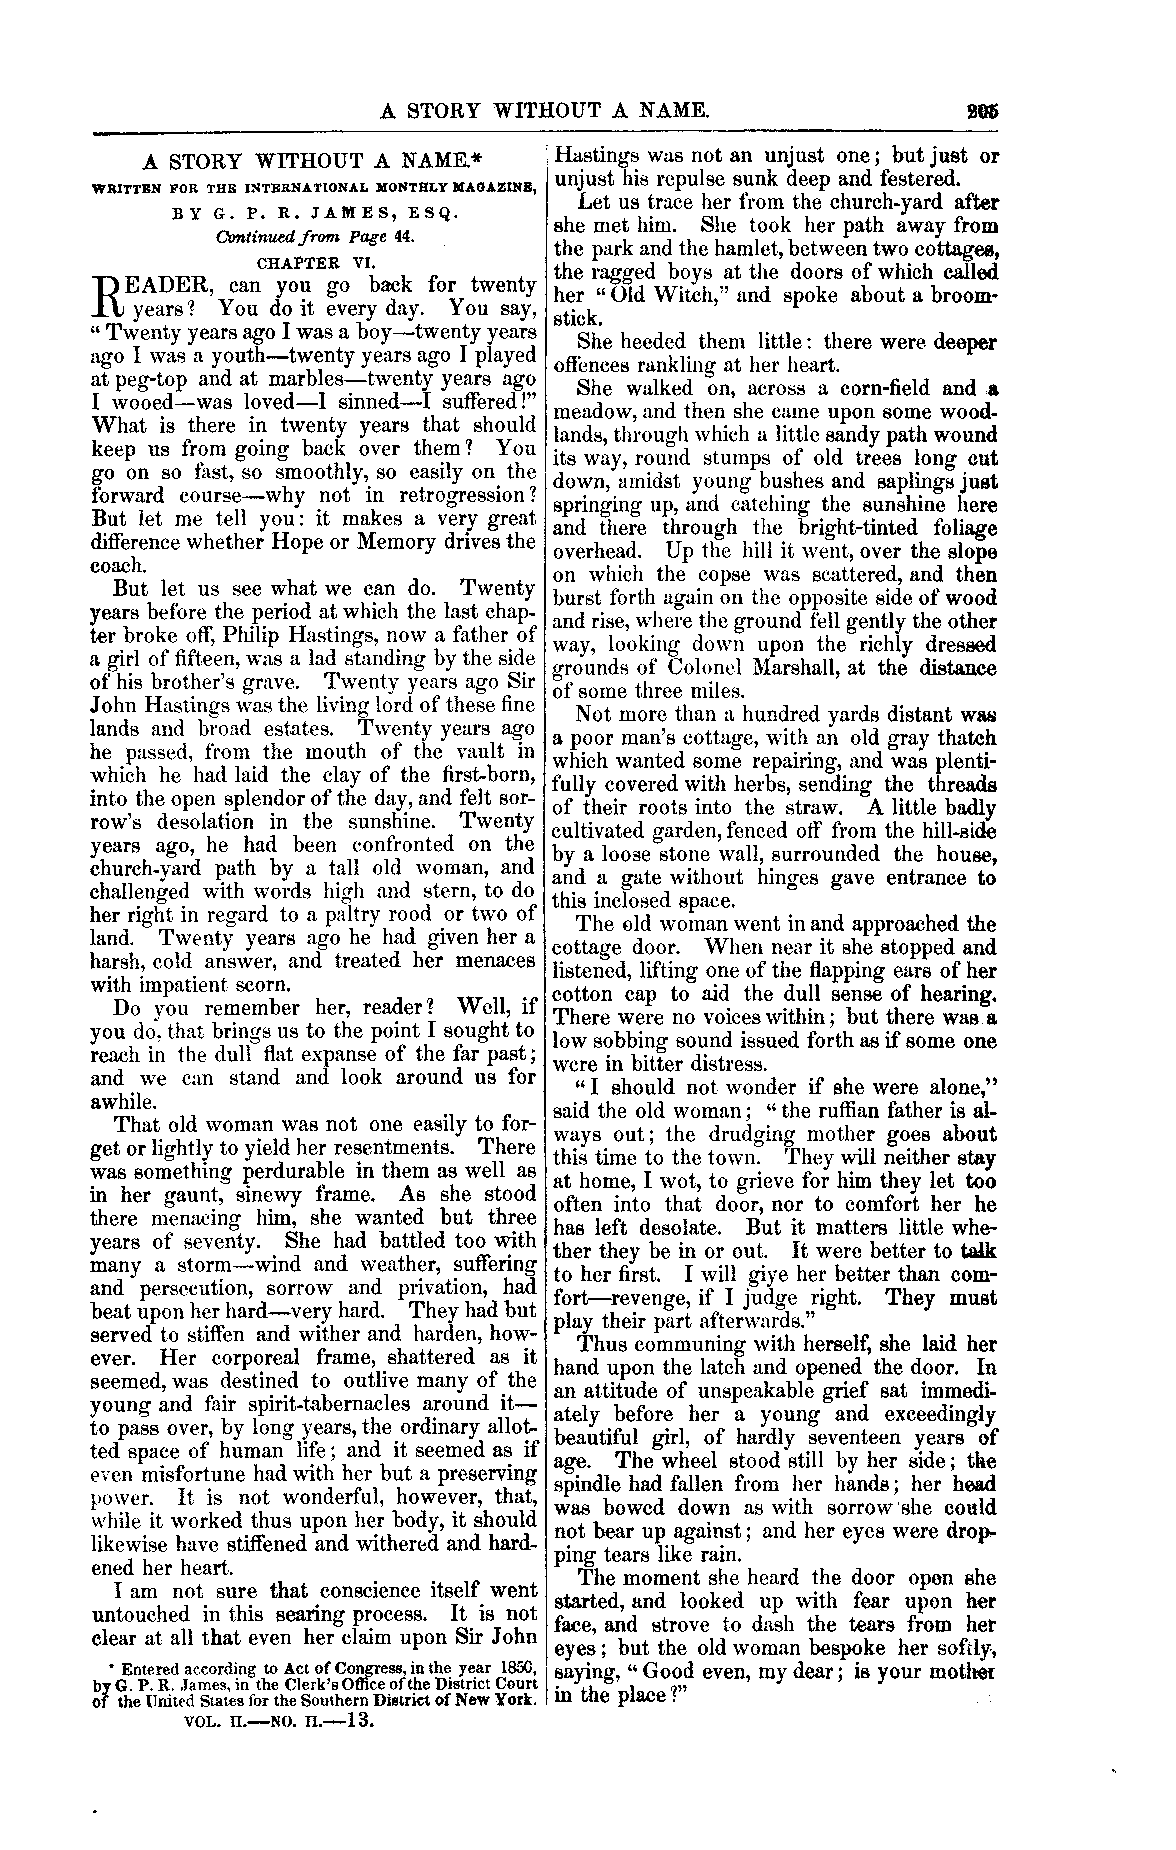 A STORY WITHOUT A NAME. 205
A STORY WITHOUT A NAME.*
WRITTEN FOR THE INTERNATIONAL MONTHLY MAGAZINE,
BY G. P. R. JAMES, ESQ.
Continued from Page 44.
CHAPTER VI.
READER, can you go back for twenty
years? You do it every day. You say,
“Twenty years ago I was a boy—twenty years
ago I was a youth—twenty years ago I played
at peg-top and at marbles—twenty years ago
I wooed—was loved—I sinned—I suffered!”
What is there in twenty years that should
keep us from going back over them? You
go on so fast, so smoothly, so easily on the
forward course—why not in retrogression?
But let me tell you: it makes a very great
difference whether Hope or Memory drives the
coach.
But let us see what we can do. Twenty
years before the period at which the last chap-
ter broke off, Philip Hastings, now a father of
a girl of fifteen, was a lad standing by the side
of his brother's grave. Twenty years ago Sir
John Hastings was the living lord of these fine
lands and broad estates. Twenty years ago
he passed, from the mouth of the vault in
which he had laid the clay of the first-born,
into the open splendor of the day, and felt sor-
row's desolation in the sunshine. Twenty
years ago, he had been confronted on the
church-yard path by a tall old woman, and
challenged with words high and stern, to do
her right in regard to a paltry rood or two of
land. Twenty years ago he had given her a
harsh, cold answer, and treated her menaces
with impatient scorn.
Do you remember her, reader? Well, if
you do, that brings us to the point I sought to
reach in the dull flat expanse of the far past;
and we can stand and look around us for
awhile.
That old woman was not one easily to for-
get or lightly to yield her resentments. There
was something perdurable in them as well as
in her gaunt, sinewy frame. As she stood
there menacing him, she wanted but three
years of seventy. She had battled too with
many a storm—wind and weather, suffering
and persecution, sorrow and privation, had
beat upon her hard—very hard. They had but
served to stiffen and wither and harden, how-
ever. Her corporeal frame, shattered as it
seemed, was destined to outlive many of the
young and fair spirit-tabernacles around it—
to pass over, by long years, the ordinary allot-
ted space of human life; and it seemed as if
even misfortune had with her but a preserving
power. It is not wonderful, however, that,
while it worked thus upon her body, it should
likewise have stiffened and withered and hard-
ened her heart.
I am not sure that conscience itself went
untouched in this searing process. It is not
clear at all that even her claim upon Sir John
* Entered according to Act of Congress, in the year 1850,
by G. P. R. James, in the Clerk's Office of the District Court
of the United States for the Southern District of New York.
VOL. II.—NO. II.—13.
Hastings was not an unjust one; but just or
unjust his repulse sunk deep and festered.
Let us trace her from the church-yard after
she met him. She took her path away from
the park and the hamlet, between two cottages,
the ragged boys at the doors of which called
her “Old Witch,” and spoke about a broom-
stick.
She heeded them little: there were deeper
offences rankling at her heart.
She walked on, across a corn-field and a
meadow, and then she came upon some wood-
lands, through which a little sandy path wound
its way, round stumps of old trees long cut
down, amidst young bushes and saplings just
springing up, and catching the sunshine here
and there through the bright-tinted foliage
overhead. Up the hill it went, over the slope
on which the copse was scattered, and then
burst forth again on the opposite side of wood
and rise, where the ground fell gently the other
way, looking down upon the richly dressed
grounds of Colonel Marshall, at the distance
of some three miles.
Not more than a hundred yards distant was
a poor man's cottage, with an old gray thatch
which wanted some repairing, and was plenti-
fully covered with herbs, sending the threads
of their roots into the straw. A little badly
cultivated garden, fenced off from the hill-side
by a loose stone wall, surrounded the house,
and a gate without hinges gave entrance to
this inclosed space.
The old woman went in and approached the
cottage door. When near it she stopped and
listened, lifting one of the flapping ears of her
cotton cap to aid the dull sense of hearing.
There were no voices within; but there was a
low sobbing sound issued forth as if some one
were in bitter distress.
“I should not wonder if she were alone,”
said the old woman; “the ruffian father is al-
ways out; the drudging mother goes about
this time to the town. They will neither stay
at home, I wot, to grieve for him they let too
often into that door, nor to comfort her he
has left desolate. But it matters little whe-
ther they be in or out. It were better to talk
to her first. I will giye her better than com-
fort—revenge, if I judge right. They must
play their part afterwards.”
Thus communing with herself, she laid her
hand upon the latch and opened the door. In
an attitude of unspeakable grief sat immedi-
ately before her a young and exceedingly
beautiful girl, of hardly seventeen years of
age. The wheel stood still by her side; the
spindle had fallen from her hands; her head
was bowed down as with sorrow she could
not bear up against; and her eyes were drop-
ping tears like rain.
The moment she heard the door open she
started, and looked up with fear upon her
face, and strove to dash the tears from her
eyes; but the old woman bespoke her softly,
saying, “Good even, my dear; is your mother
in the place?”